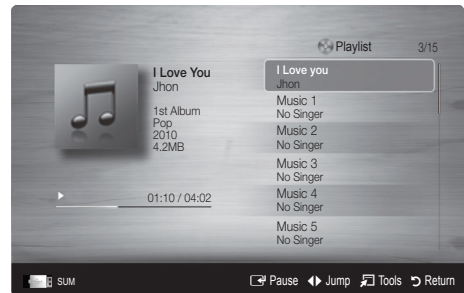 Playlist 3/15
I Love You
Jhon
1st Album
Pop
2010
4.2MB
01:10 / 04:02
I Love you
Jhon
Music 1
No Singer
Music 2
No Singer
Music 3
No Singer
Music 4
No Singer
Music 5
No Singer
SUM
Pause Jump Tools Return